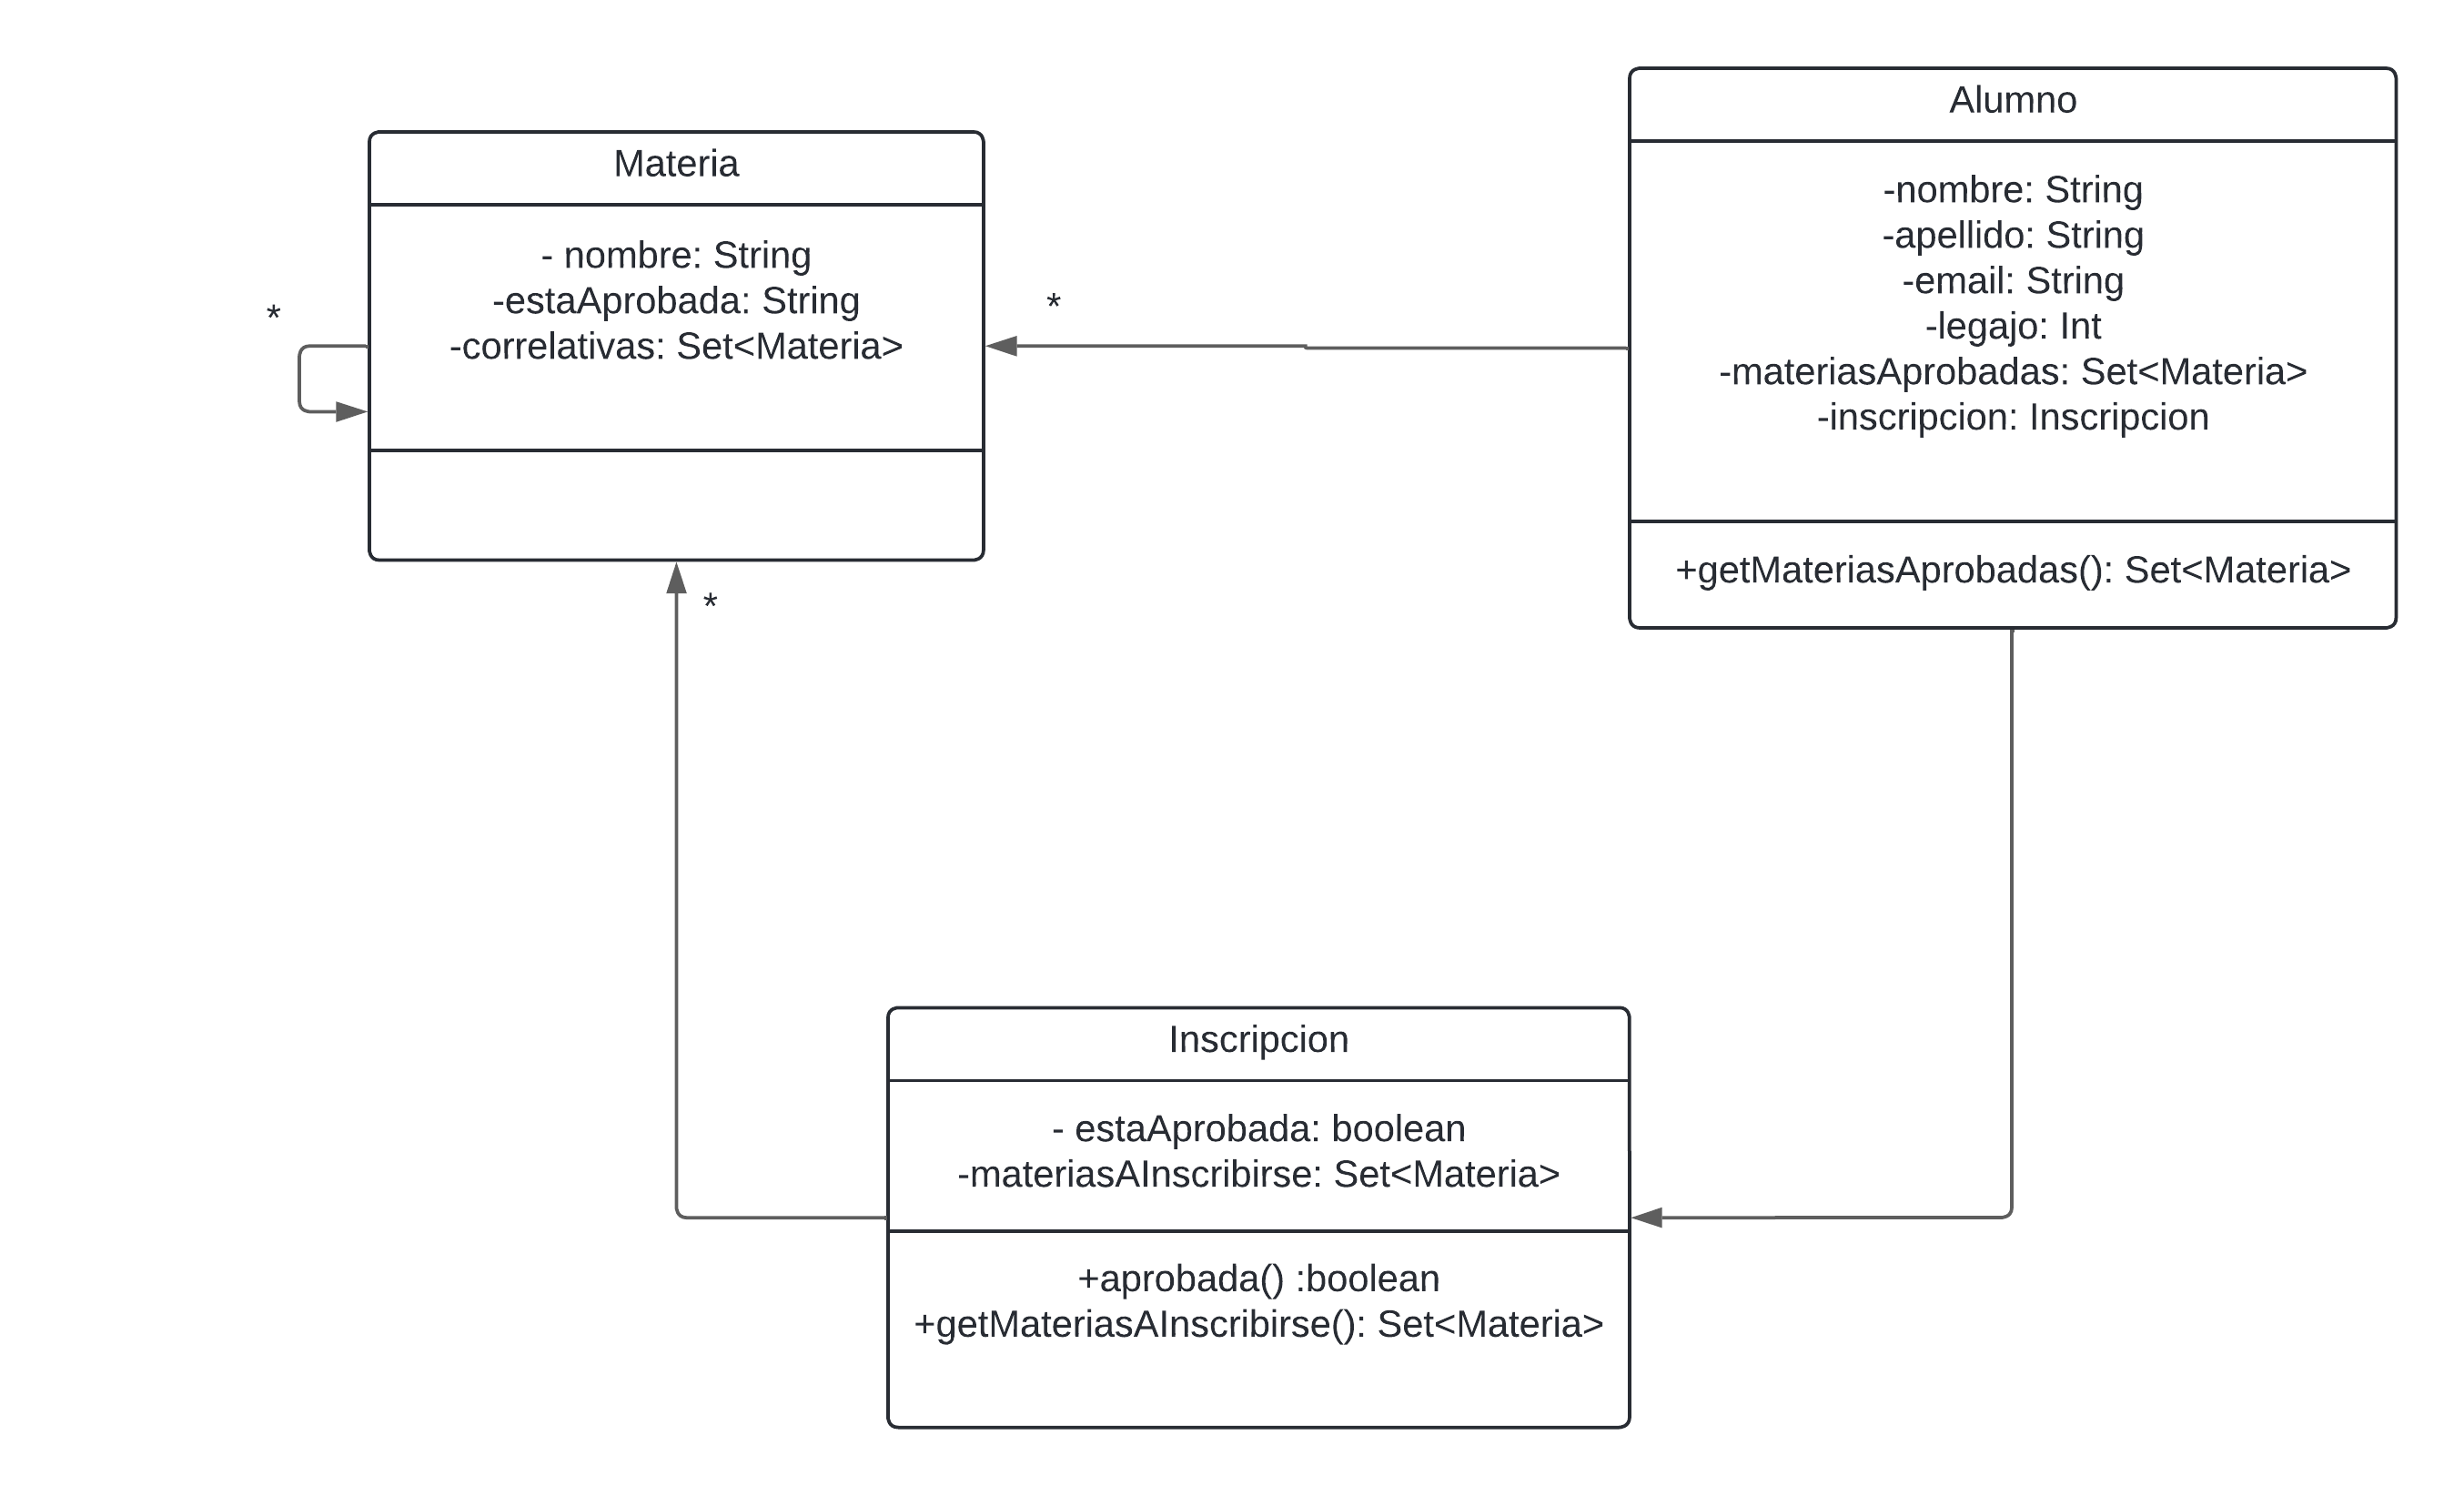 Materia
- nombre: String
-estaAprobada: String
-correlativas: Set<Materia>
*
*
*
Alumno
-nombre: String
-apellido: String
-email: String
-legajo: Int
-materiasAprobadas: Set<Materia>
-inscripcion: Inscripcion
+getMateriasAprobadas(): Set<Materia>
Inscripcion
- estaAprobada: boolean
-materiasAInscribirse: Set<Materia>
+aprobada() :boolean
+getMateriasAInscribirse(): Set<Materia>